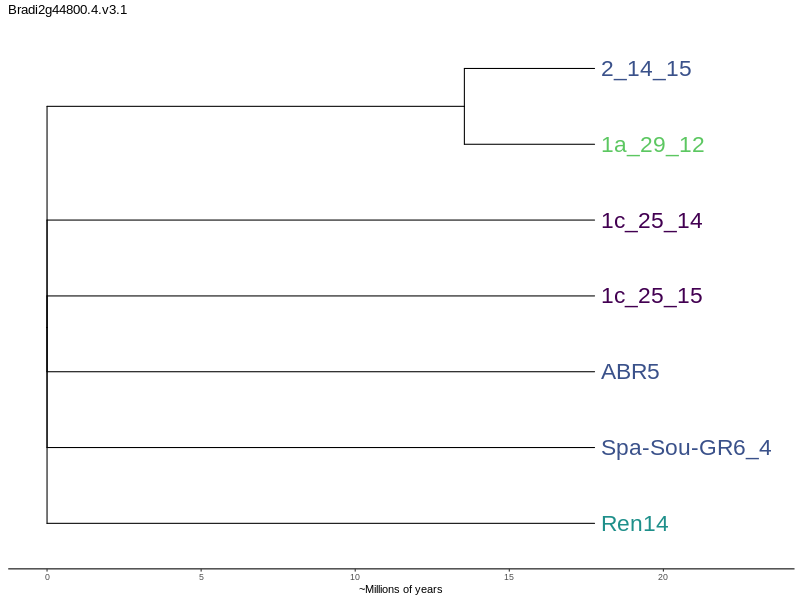 Bradi2g44800.4.v3.1
2_14_15
1a_29_12
1c_25_14
1c_25_15
ABR5
Spa-Sou-GR6_4
Ren14
0 5 10 15 20
~Millions of years